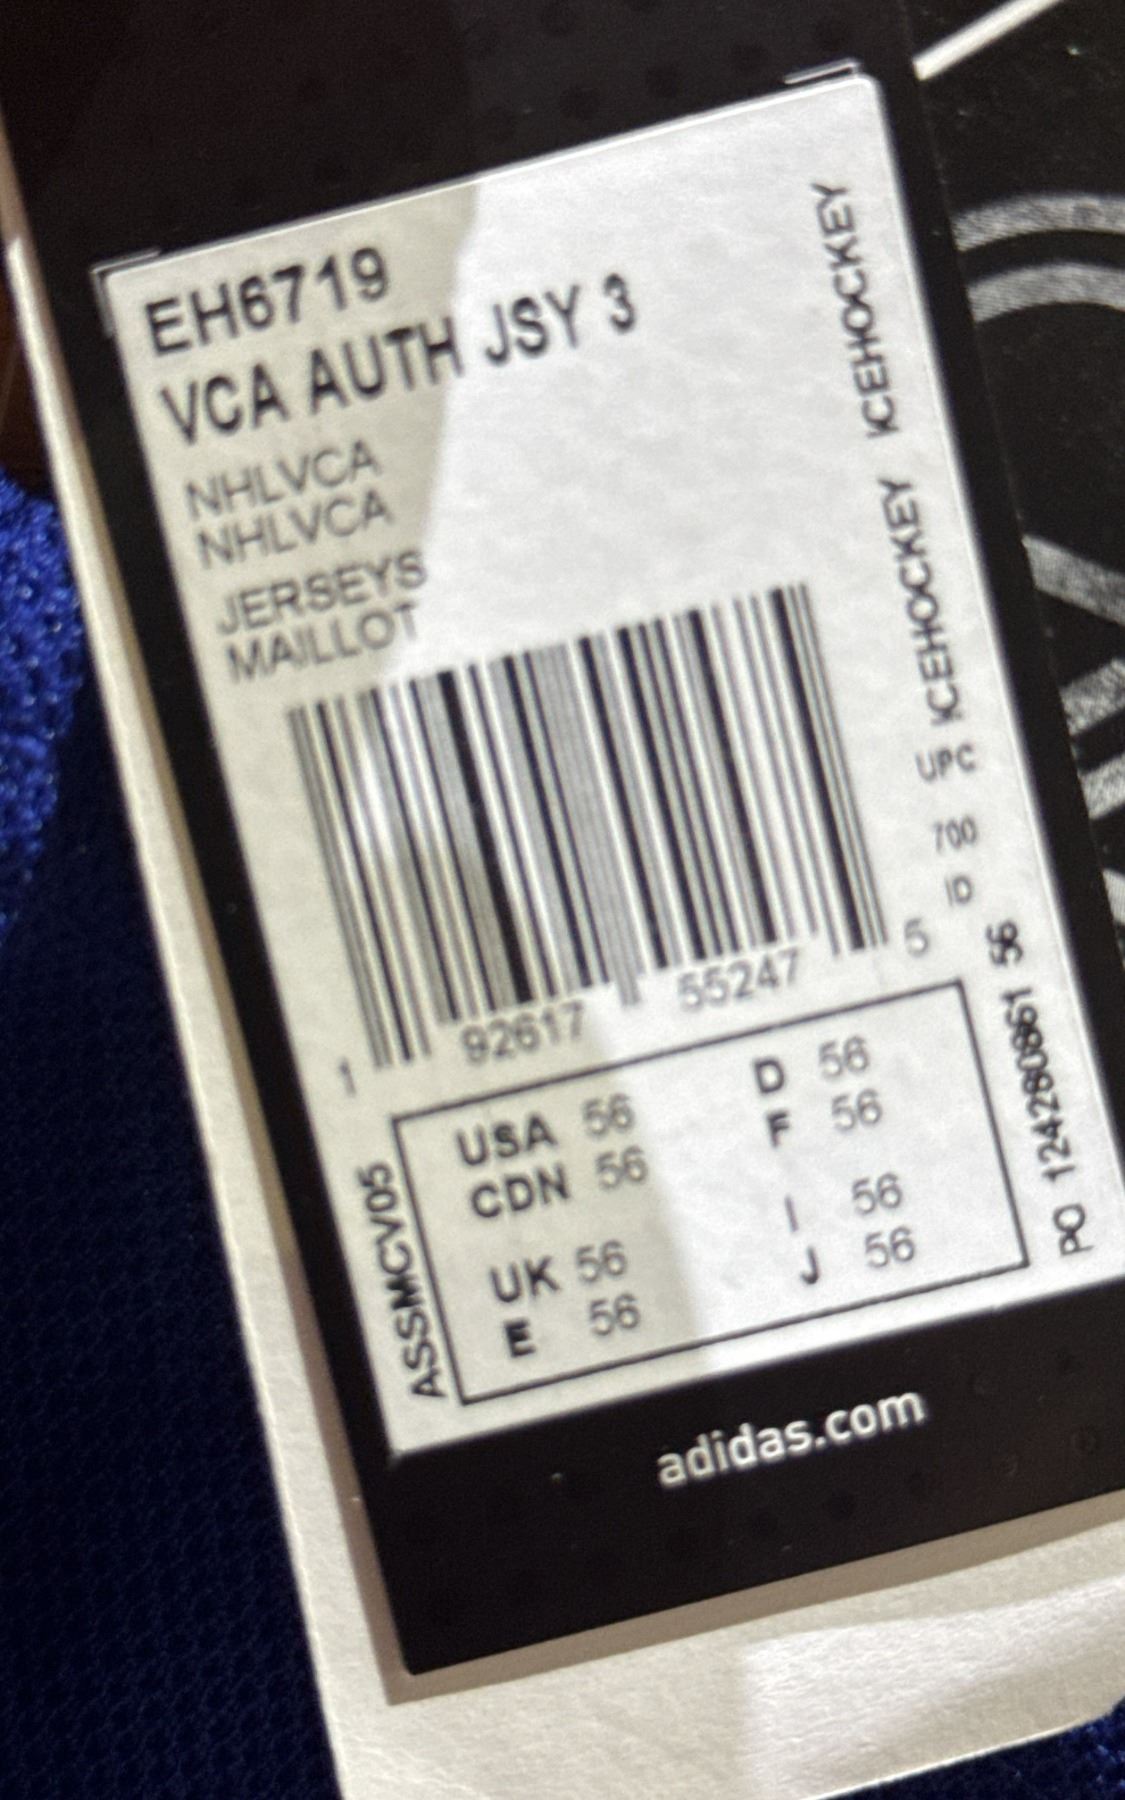 EH6719
VCA AUTH JSY 3
NHLVCA
NHLVCA
JERSEYS
MAILLOT
ICEHOCKEY ICEHOCKEY
UPC
700
ID
1 92617 55247 5
USA 56
CDN 56
UK 56
E 56
D 56
F 56
I 56
J 56
ASSMCV05
PO 124280861 56
adidas.com